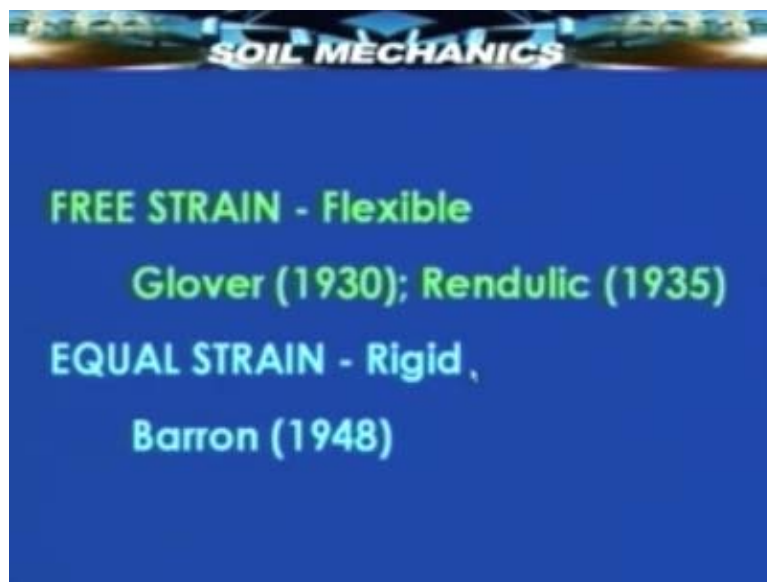 SOIL MECHANICS
FREE STRAIN - Flexible
Glover (1930); Rendulic (1935)
EQUAL STRAIN - Rigid
Barron (1948)